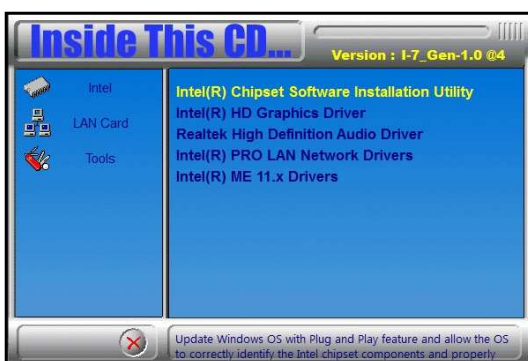 Inside This CD...
Version : I-7_Gen-1.0 @4
Intel
LAN Card
Tools
Intel(R) Chipset Software Installation Utility
Intel(R) HD Graphics Driver
Realtek High Definition Audio Driver
Intel(R) PRO LAN Network Drivers
Intel(R) ME 11.x Drivers
Update Windows OS with Plug and Play feature and allow the OS
to correctly identify the Intel chipset components and properly